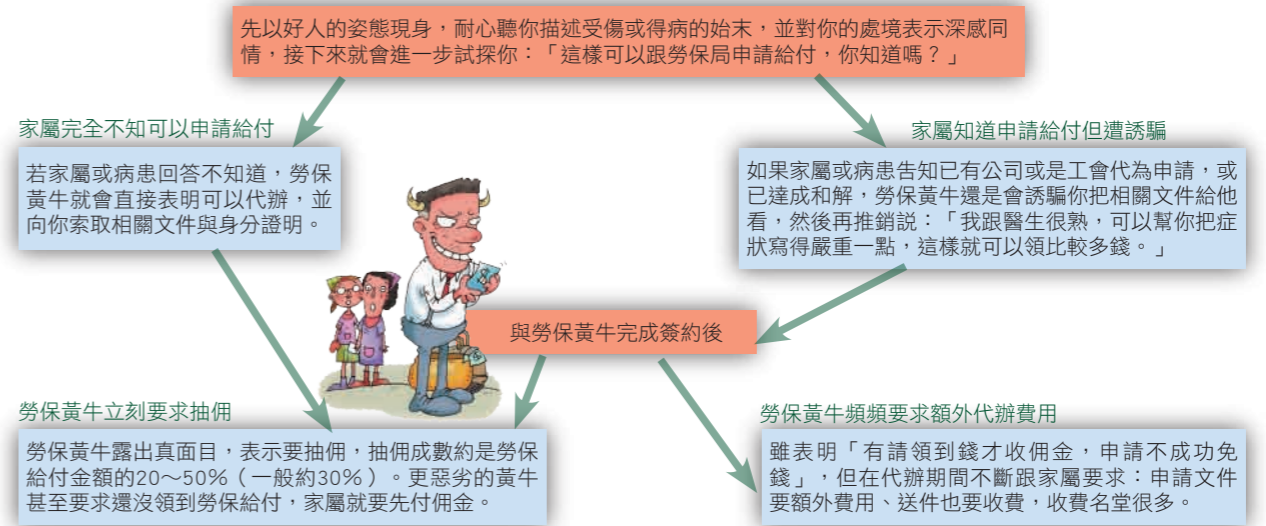 先以好人的姿態現身，耐心聽你描述受傷或得病的始末，並對你的處境表示深感同
情，接下來就會進一步試探你：「這樣可以跟勞保局申請給付，你知道嗎？」
家屬完全不知可以申請給付
若家屬或病患回答不知道，勞保
黃牛就會直接表明可以代辦，並
向你索取相關文件與身分證明。
家屬知道申請給付但遭誘騙
如果家屬或病患告知已有公司或是工會代為申請，或
已達成和解，勞保黃牛還是會誘騙你把相關文件給他
看，然後再推銷説：「我跟醫生很熟，可以幫你把症
狀寫得嚴重一點，這樣就可以領比較多錢。」
與勞保黃牛完成簽約後
勞保黃牛立刻要求抽佣
勞保黃牛露出真面目，表示要抽佣，抽佣成數約是勞保
給付金額的20～50%（一般約30%）。更惡劣的黃牛
甚至要求還沒領到勞保給付，家屬就要先付佣金。
勞保黃牛頻頻要求額外代辦費用
雖表明「有請領到錢才收佣金，申請不成功免
錢」，但在代辦期間不斷跟家屬要求：申請文件
要額外費用、送件也要收費，收費名堂很多。